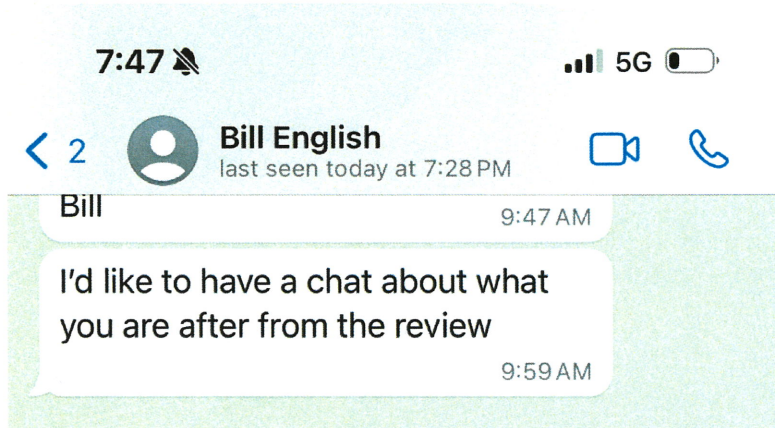 7:47
5G
2
Bill English
last seen today at 7:28 PM
Bill
9:47 AM
I'd like to have a chat about what
you are after from the review
9:59 AM